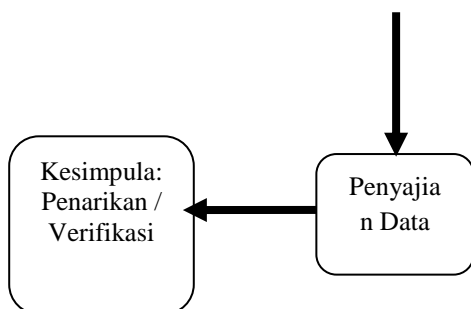 Kesimpula:
Penarikan /
Verifikasi
Penyajia
n Data